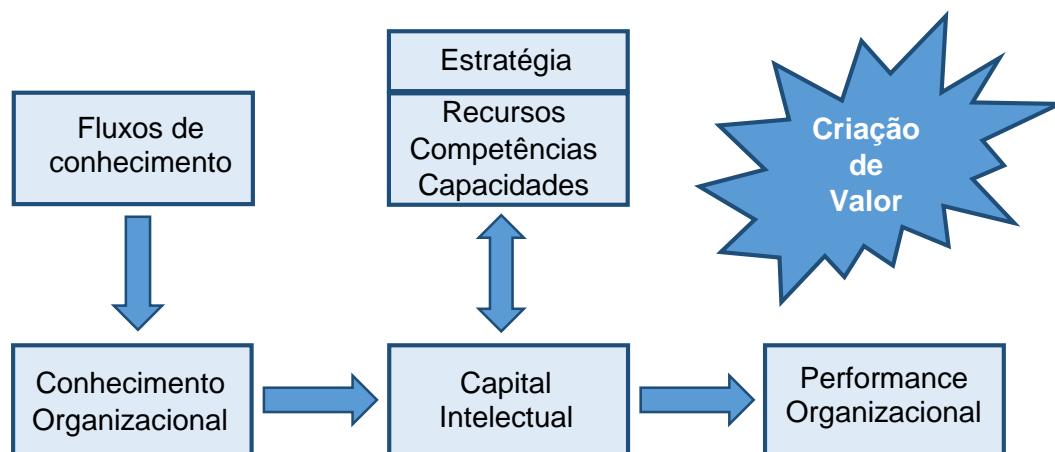 Fluxos de
conhecimento
Estratégia
Recursos
Competências
Capacidades
Criação
de
Valor
Conhecimento
Organizacional
Capital
Intelectual
Performance
Organizacional